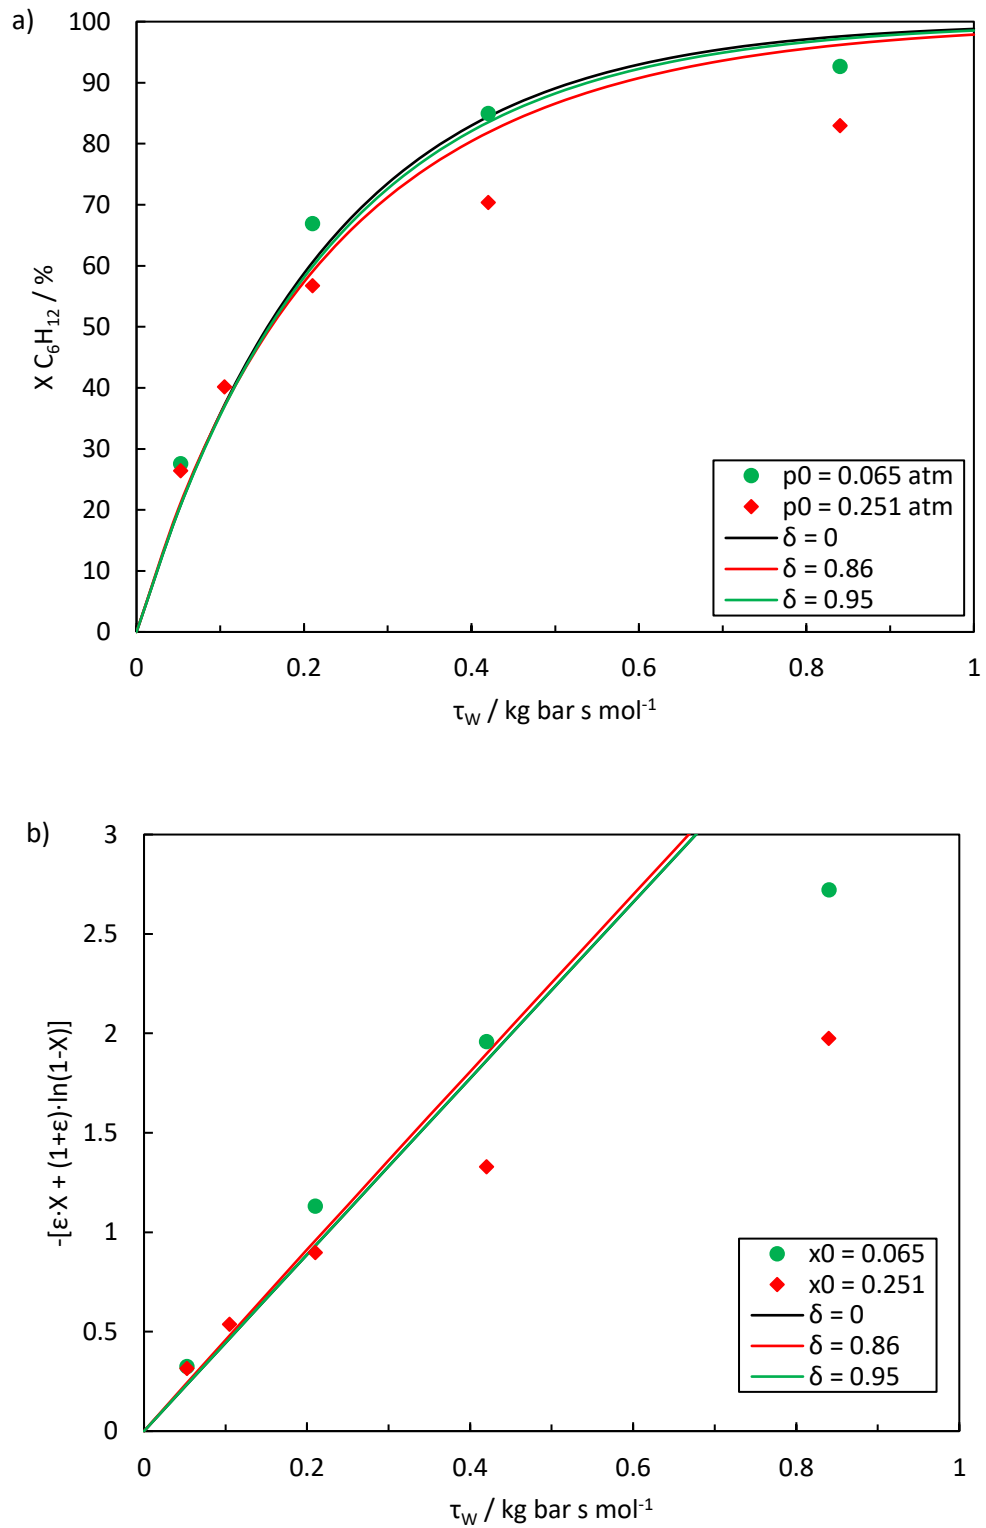 a)
100
90
80
70
60
50
40
30
20
10
0
X C₆H₁₂ / %
p0 = 0.065 atm
p0 = 0.251 atm
δ = 0
δ = 0.86
δ = 0.95
0 0.2 0.4 0.6 0.8 1
τ_W / kg bar s mol⁻¹
b)
3
2.5
2
1.5
1
0.5
0
-[ε·X + (1+ε)·ln(1-X)]
x0 = 0.065
x0 = 0.251
δ = 0
δ = 0.86
δ = 0.95
0 0.2 0.4 0.6 0.8 1
τ_W / kg bar s mol⁻¹